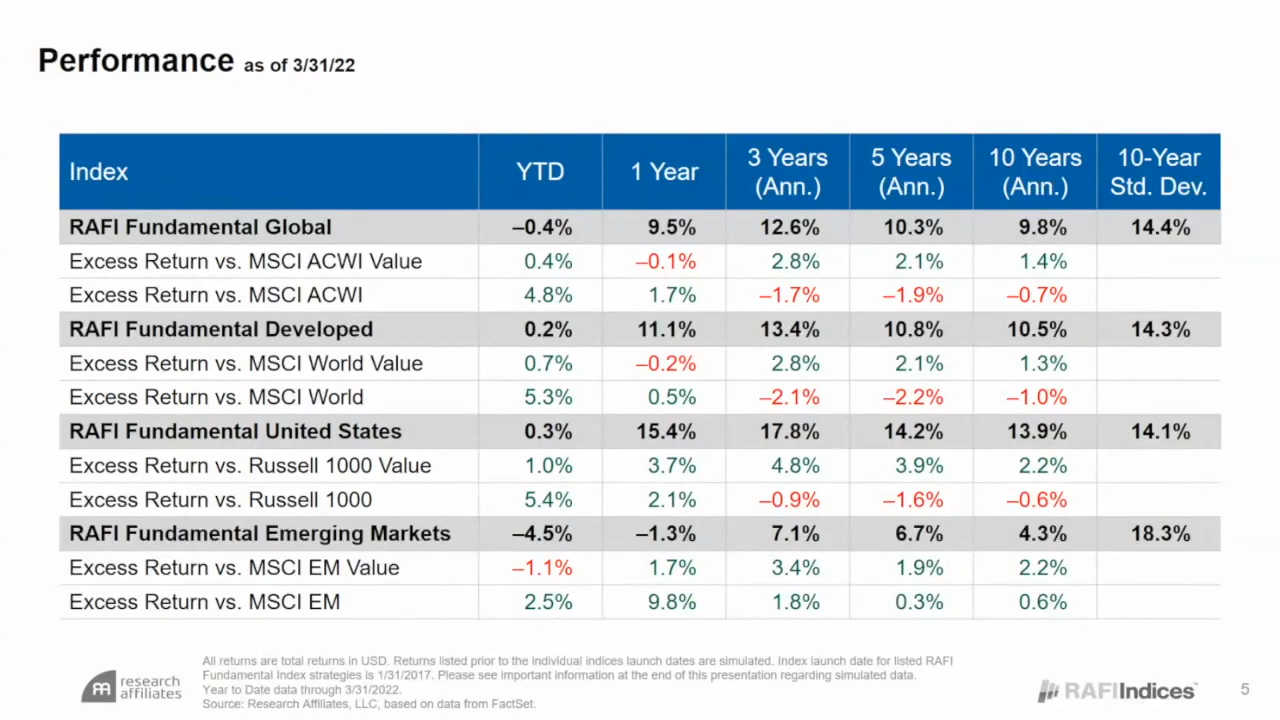 Performance as of 3/31/22
Index YTD 1 Year 3 Years (Ann.) 5 Years (Ann.) 10 Years (Ann.) 10-Year Std. Dev.
RAFI Fundamental Global –0.4% 9.5% 12.6% 10.3% 9.8% 14.4%
Excess Return vs. MSCI ACWI Value 0.4% –0.1% 2.8% 2.1% 1.4%
Excess Return vs. MSCI ACWI 4.8% 1.7% –1.7% –1.9% –0.7%
RAFI Fundamental Developed 0.2% 11.1% 13.4% 10.8% 10.5% 14.3%
Excess Return vs. MSCI World Value 0.7% –0.2% 2.8% 2.1% 1.3%
Excess Return vs. MSCI World 5.3% 0.5% –2.1% –2.2% –1.0%
RAFI Fundamental United States 0.3% 15.4% 17.8% 14.2% 13.9% 14.1%
Excess Return vs. Russell 1000 Value 1.0% 3.7% 4.8% 3.9% 2.2%
Excess Return vs. Russell 1000 5.4% 2.1% –0.9% –1.6% –0.6%
RAFI Fundamental Emerging Markets –4.5% –1.3% 7.1% 6.7% 4.3% 18.3%
Excess Return vs. MSCI EM Value –1.1% 1.7% 3.4% 1.9% 2.2%
Excess Return vs. MSCI EM 2.5% 9.8% 1.8% 0.3% 0.6%
research
affiliates
All returns are total returns in USD. Returns listed prior to the individual indices launch dates are simulated. Index launch date for listed RAFI
Fundamental Index strategies is 1/31/2017. Please see important information at the end of this presentation regarding simulated data.
Year to Date data through 3/31/2022.
Source: Research Affiliates, LLC, based on data from FactSet.
RAFI Indices™
5